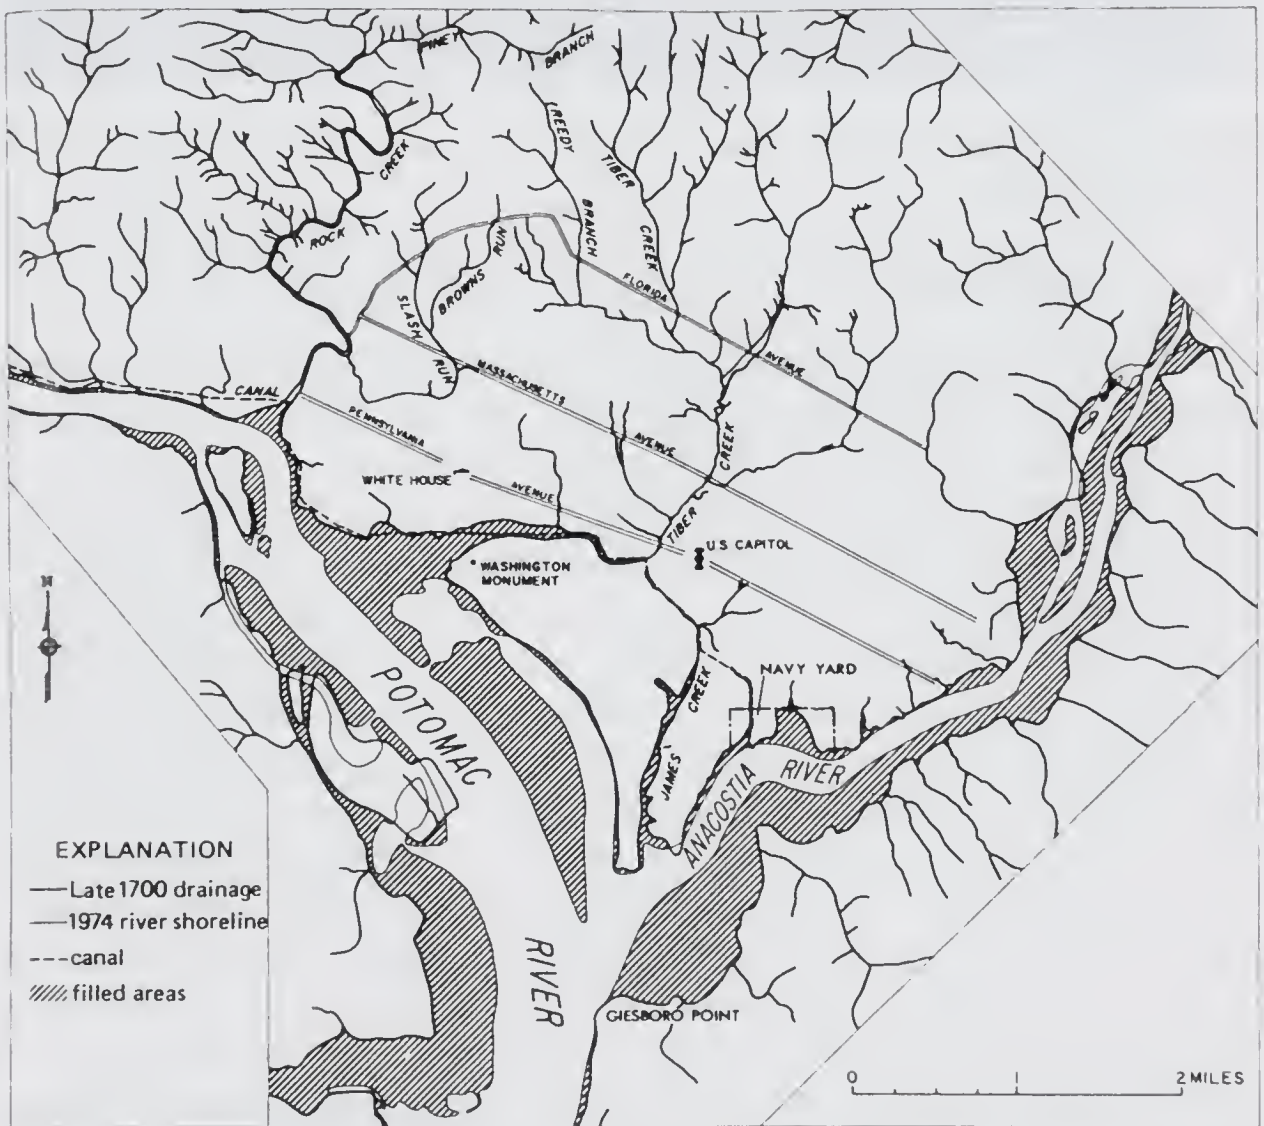 PINEY
BRANCH
REEDY
BRANCH
TIBER
CREEK
CREEK
ROCK
BROWNS
RUN
SLASH
RUN
FLORIDA
AVENUE
MASSACHUSETTS
AVENUE
CANAL
PENNSYLVANIA
AVENUE
WHITE HOUSE
TIBER
CREEK
U.S CAPITOL
WASHINGTON
MONUMENT
N
NAVY YARD
JAMES'
CREEK
POTOMAC
RIVER
ANACOSTIA
RIVER
GIESBORO POINT
EXPLANATION
Late 1700 drainage
1974 river shoreline
canal
filled areas
0 1 2 MILES